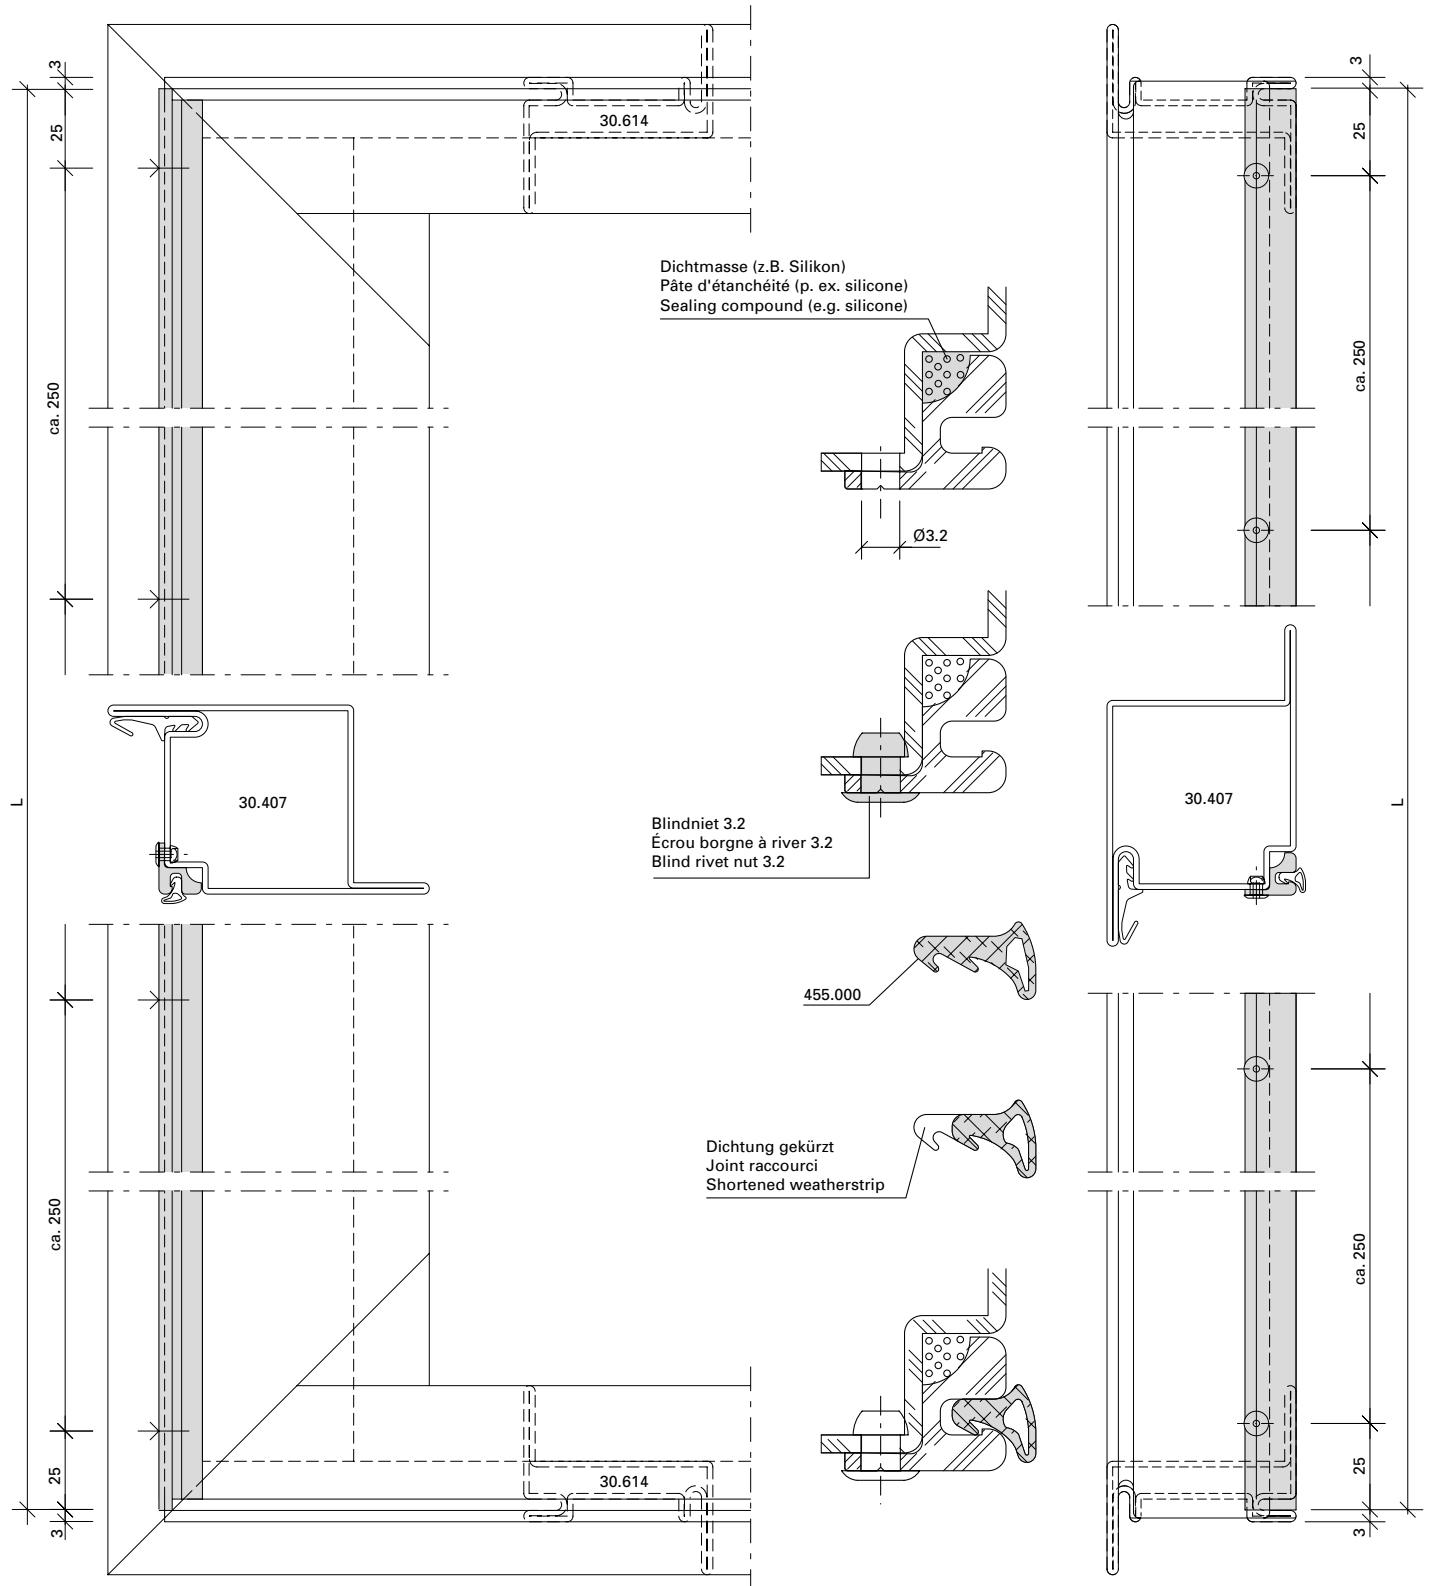 3
25
ca. 250
L
30.614
Dichtmasse (z.B. Silikon)
Pâte d'étanchéité (p. ex. silicone)
Sealing compound (e.g. silicone)
Ø3.2
3
25
ca. 250
30.407
Blindniet 3.2
Écrou borgne à river 3.2
Blind rivet nut 3.2
30.407
L
455.000
Dichtung gekürzt
Joint raccourci
Shortened weatherstrip
ca. 250
25
3
30.614
ca. 250
25
3